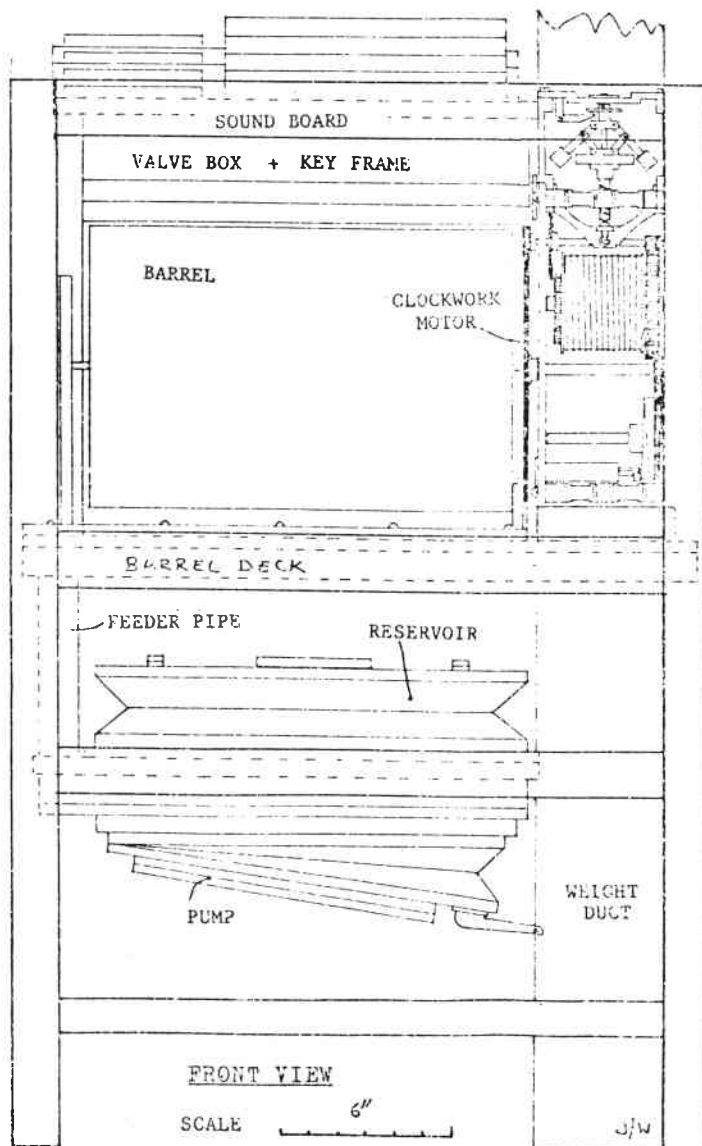 SOUND BOARD
VALVE BOX + KEY FRAME
BARREL
CLOCKWORK
MOTOR
BARREL DECK
FEEDER PIPE
RESERVOIR
PUMP
WEIGHT
DUCT
FRONT VIEW
SCALE 6"